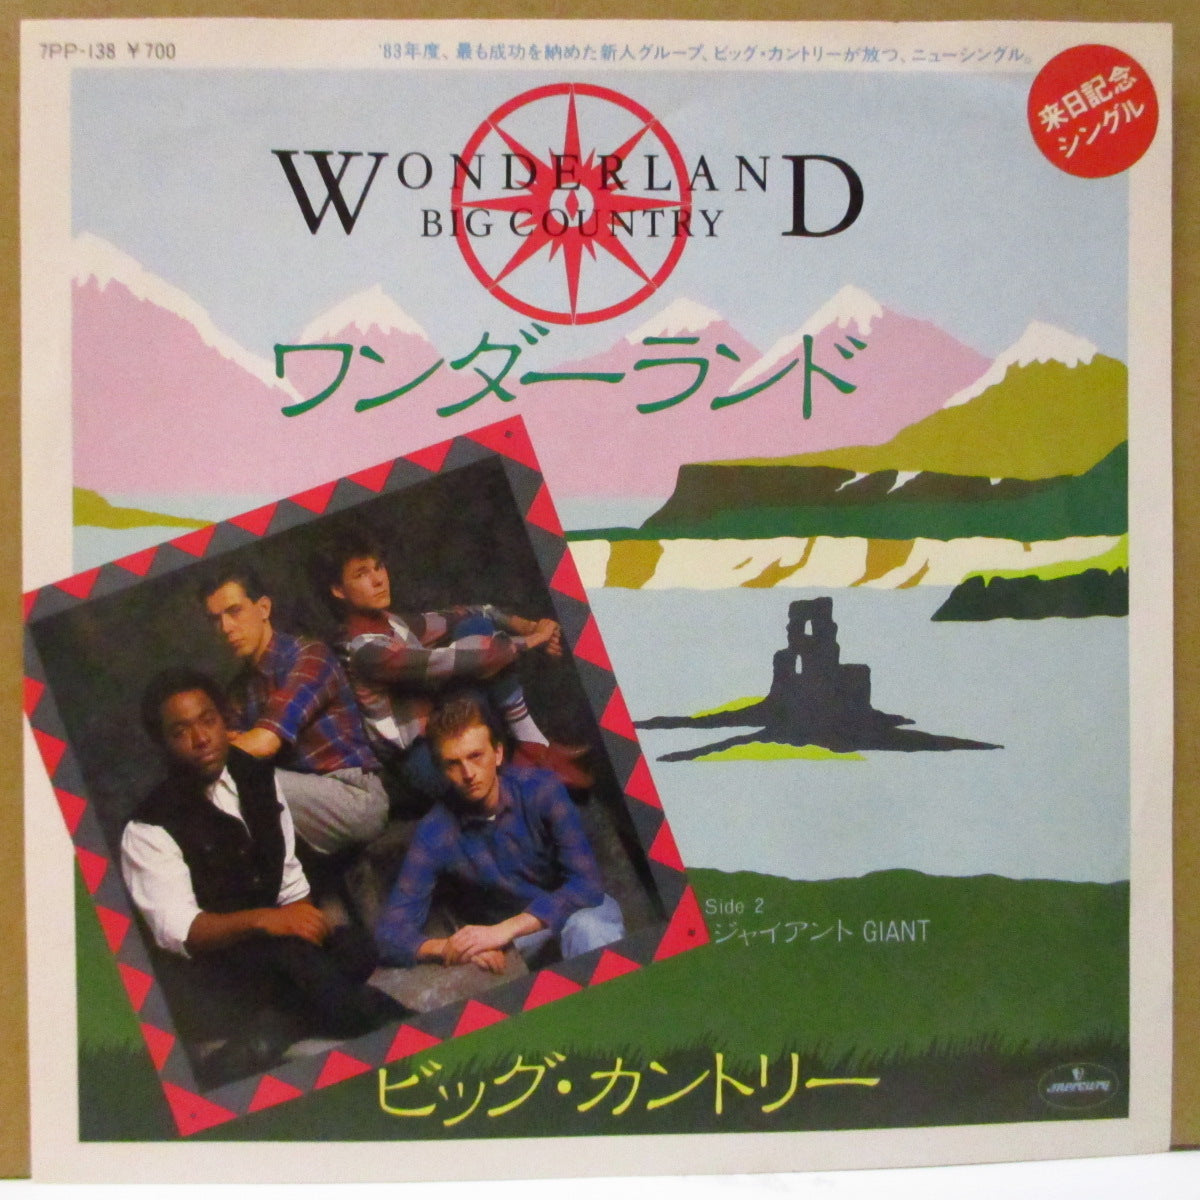 7PP-138 ￥700
'83年度、最も成功を納めた新人グループ、ビッグ・カントリーが放つ、ニューシングル。
来日記念
シングル
WONDERLAND
BIG COUNTRY
ワンダーランド
Side 2
ジャイアント GIANT
ビッグ・カントリー
mercury